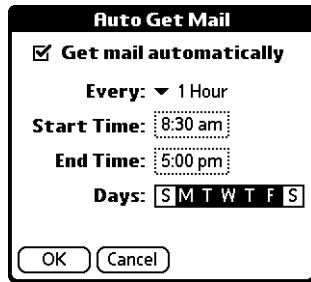 Auto Get Mail
Get mail automatically
Every: 1 Hour
Start Time: 8:30 am
End Time: 5:00 pm
Days: S M T W T F S
OK Cancel